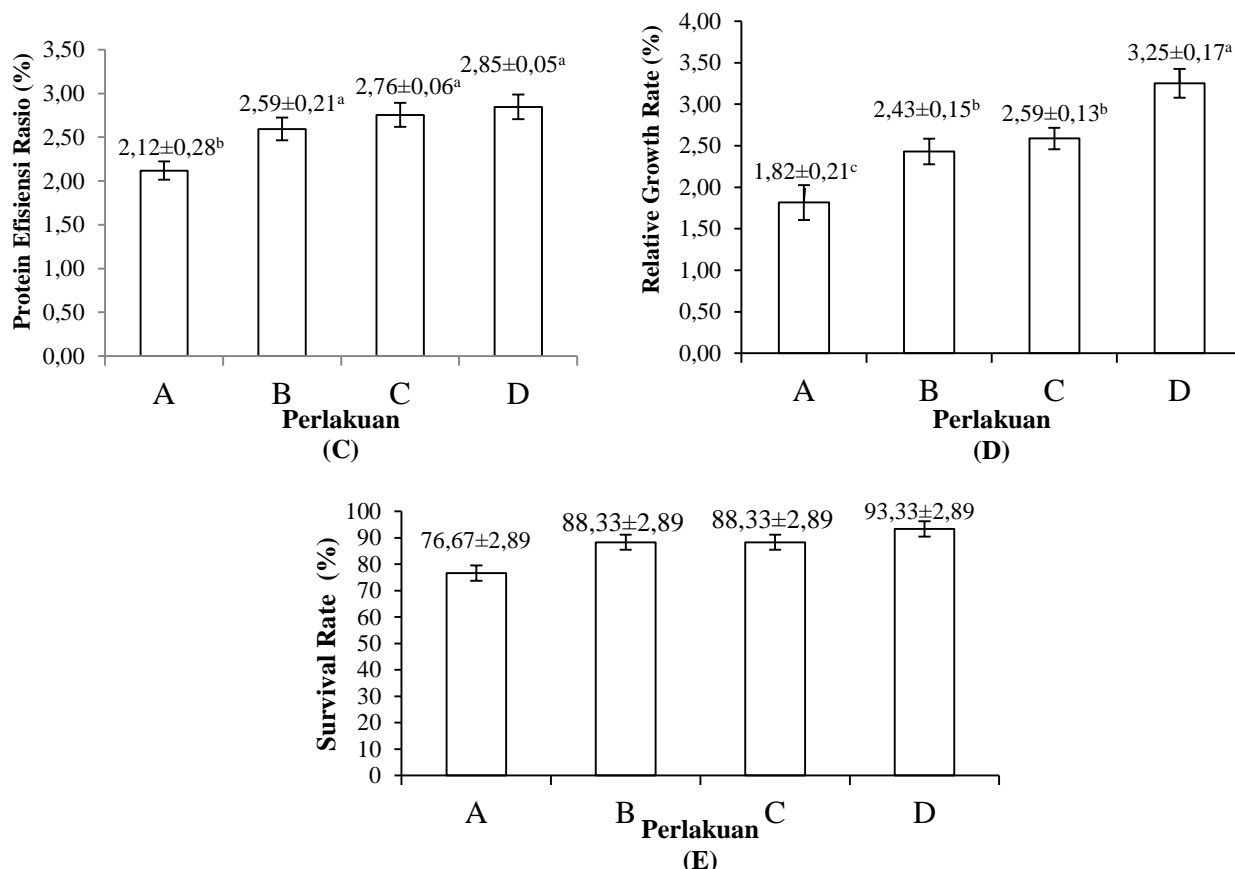 Protein Efisiensi Rasio (%)
3,50
3,00
2,50
2,00
1,50
1,00
0,50
0,00
2,12±0,28ᵇ
2,59±0,21ᵃ
2,76±0,06ᵃ
2,85±0,05ᵃ
A B C D
Perlakuan
(C)
Relative Growth Rate (%)
4,00
3,50
3,00
2,50
2,00
1,50
1,00
0,50
0,00
1,82±0,21ᶜ
2,43±0,15ᵇ
2,59±0,13ᵇ
3,25±0,17ᵃ
A B C D
Perlakuan
(D)
Survival Rate (%)
100
90
80
70
60
50
40
30
20
10
0
76,67±2,89
88,33±2,89
88,33±2,89
93,33±2,89
A B C D
Perlakuan
(E)